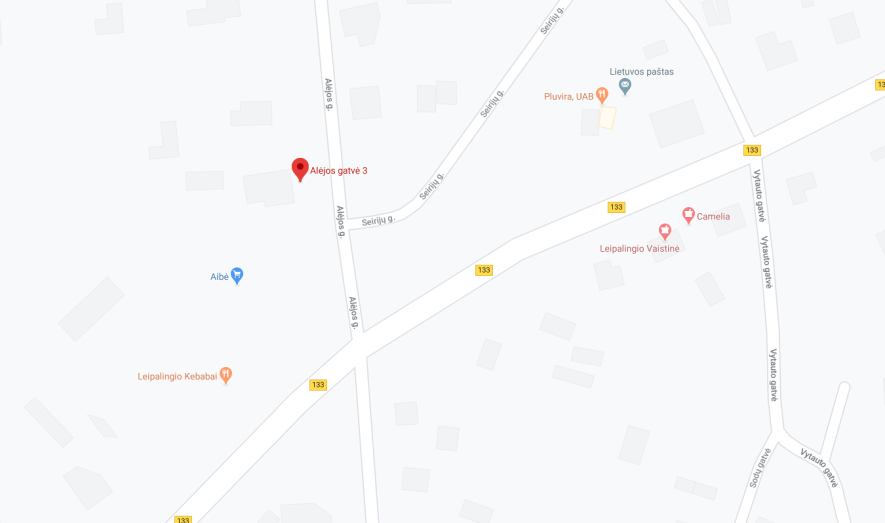 Seirijų g.
Lietuvos paštas
Alėjos g.
Pluvira, UAB
Seirijų g.
133
Alėjos gatvė 3
Seirijų g.
Vytauto gatvė
Alėjos g.
133
Seirijų g.
Camelia
Leipalingio Vaistinė
Vytauto gatvė
Aibė
133
Alėjos g.
Leipalingio Kebabai
133
Vytauto gatvė
Sodų gatvė
Vytauto gatvė
133